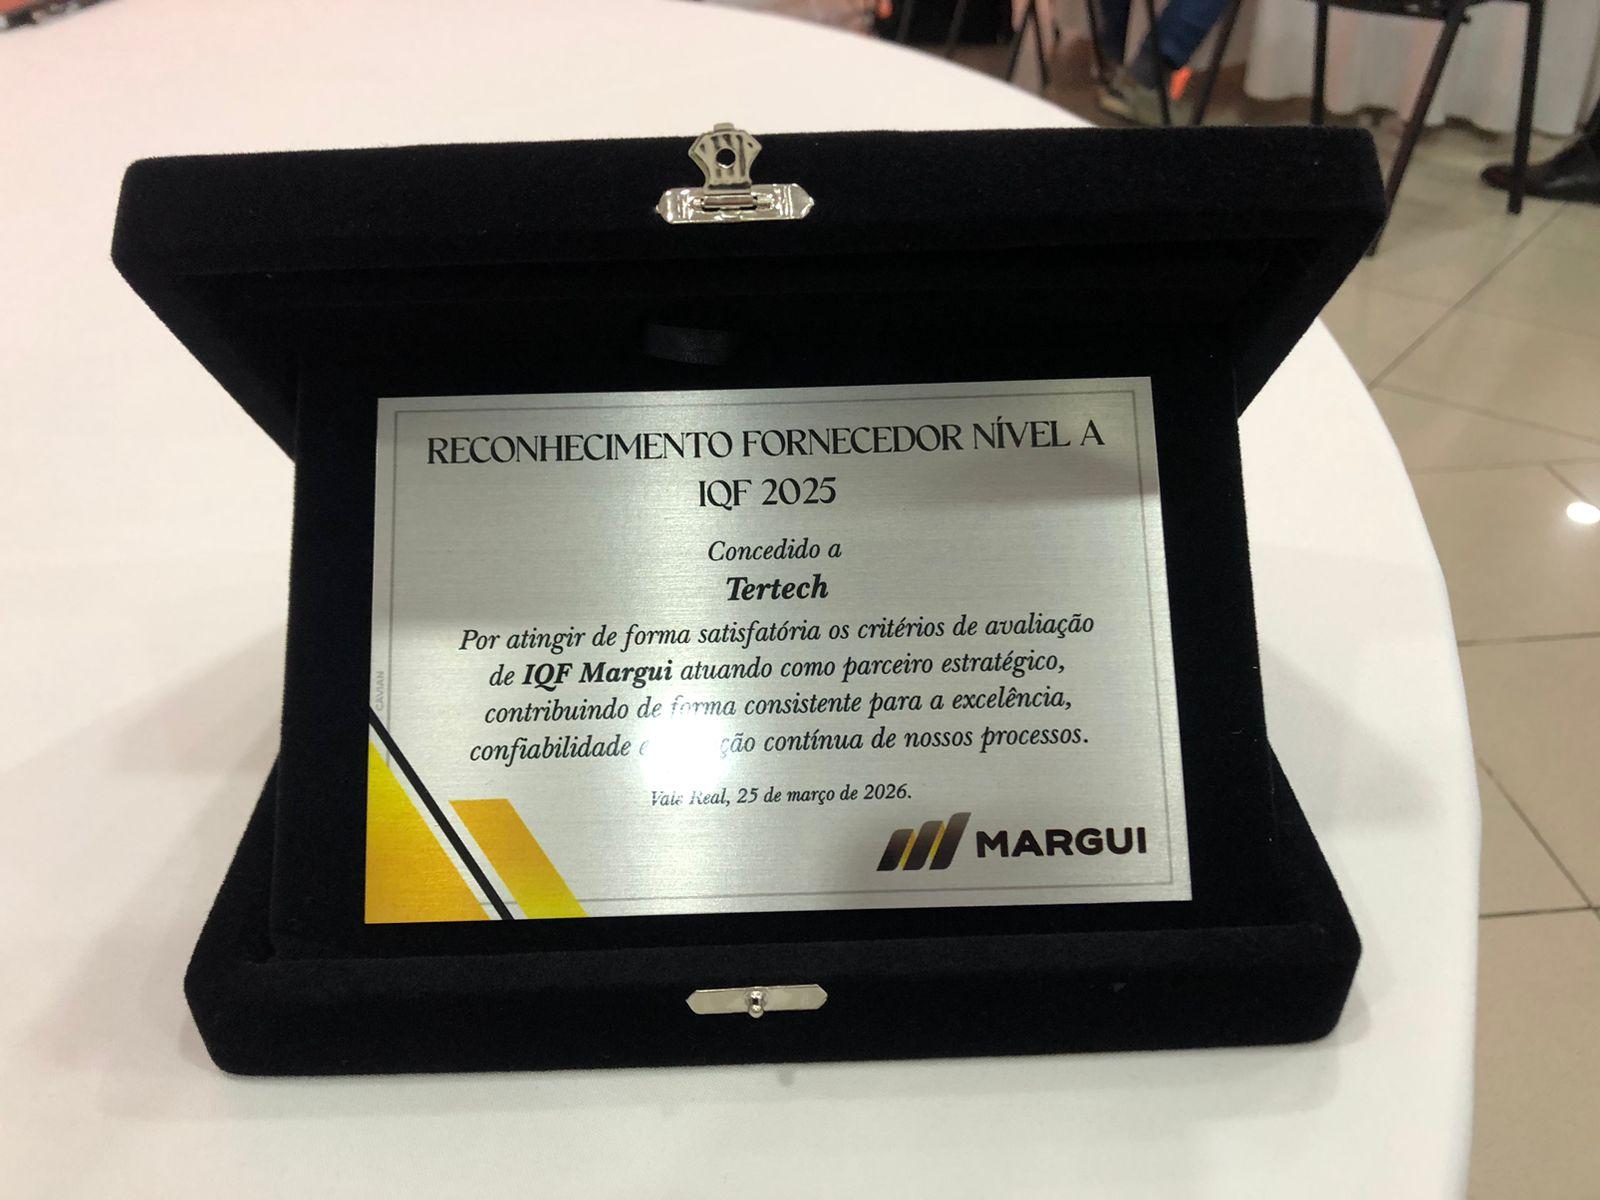 RECONHECIMENTO FORNECEDOR NÍVEL A
IQF 2025
Concedido a
Tertech
Por atingir de forma satisfatória os critérios de avaliação
de IQF Margui atuando como parceiro estratégico,
contribuindo de forma consistente para a excelência,
confiabilidade e contínua de nossos processos.
Vale Real, 25 de março de 2026.
MARGUI
CAVIAN